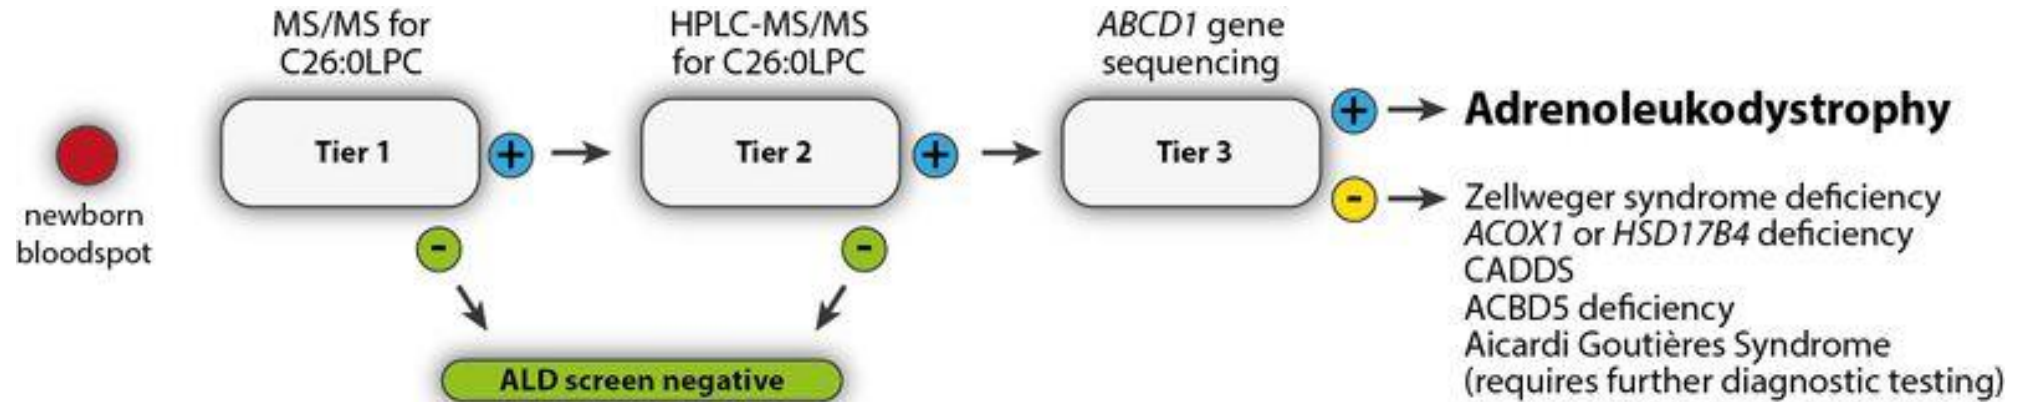 MS/MS for
C26:0LPC
HPLC-MS/MS
for C26:0LPC
ABCD1 gene
sequencing
newborn
bloodspot
Tier 1
+
-
Tier 2
+
-
Tier 3
+
-
Adrenoleukodystrophy
Zellweger syndrome deficiency
ACOX1 or HSD17B4 deficiency
CADDS
ACBD5 deficiency
Aicardi Goutières Syndrome
(requires further diagnostic testing)
ALD screen negative